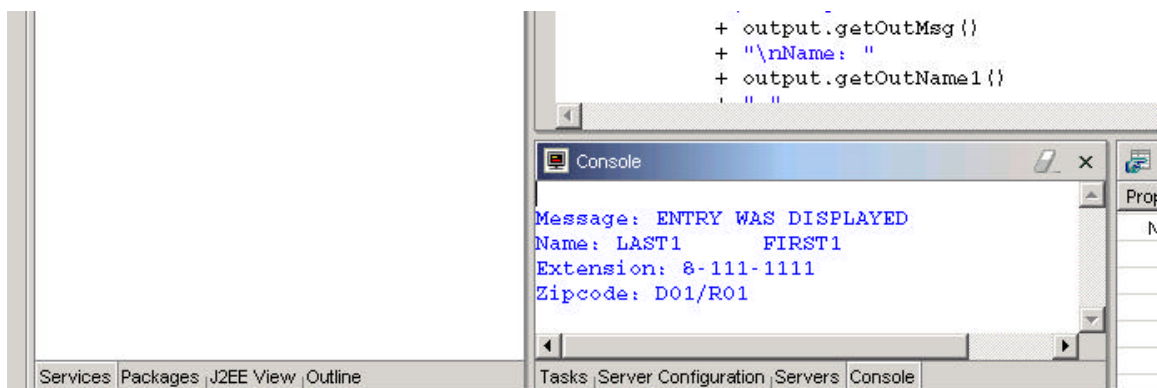 + output.getOutMsg()
+ "\nName: "
+ output.getOutName1()
+ " "
Console
Message: ENTRY WAS DISPLAYED
Name: LAST1 FIRST1
Extension: 8-111-1111
Zipcode: D01/R01
Services Packages J2EE View Outline
Tasks Server Configuration Servers Console